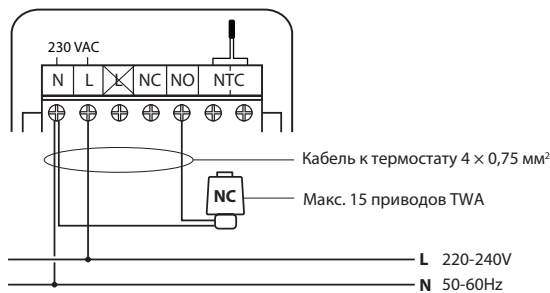 230 VAC
N L L NC NO NTC
Кабель к термостату 4 × 0,75 мм²
NC
Макс. 15 приводов TWA
L 220-240V
N 50-60Hz